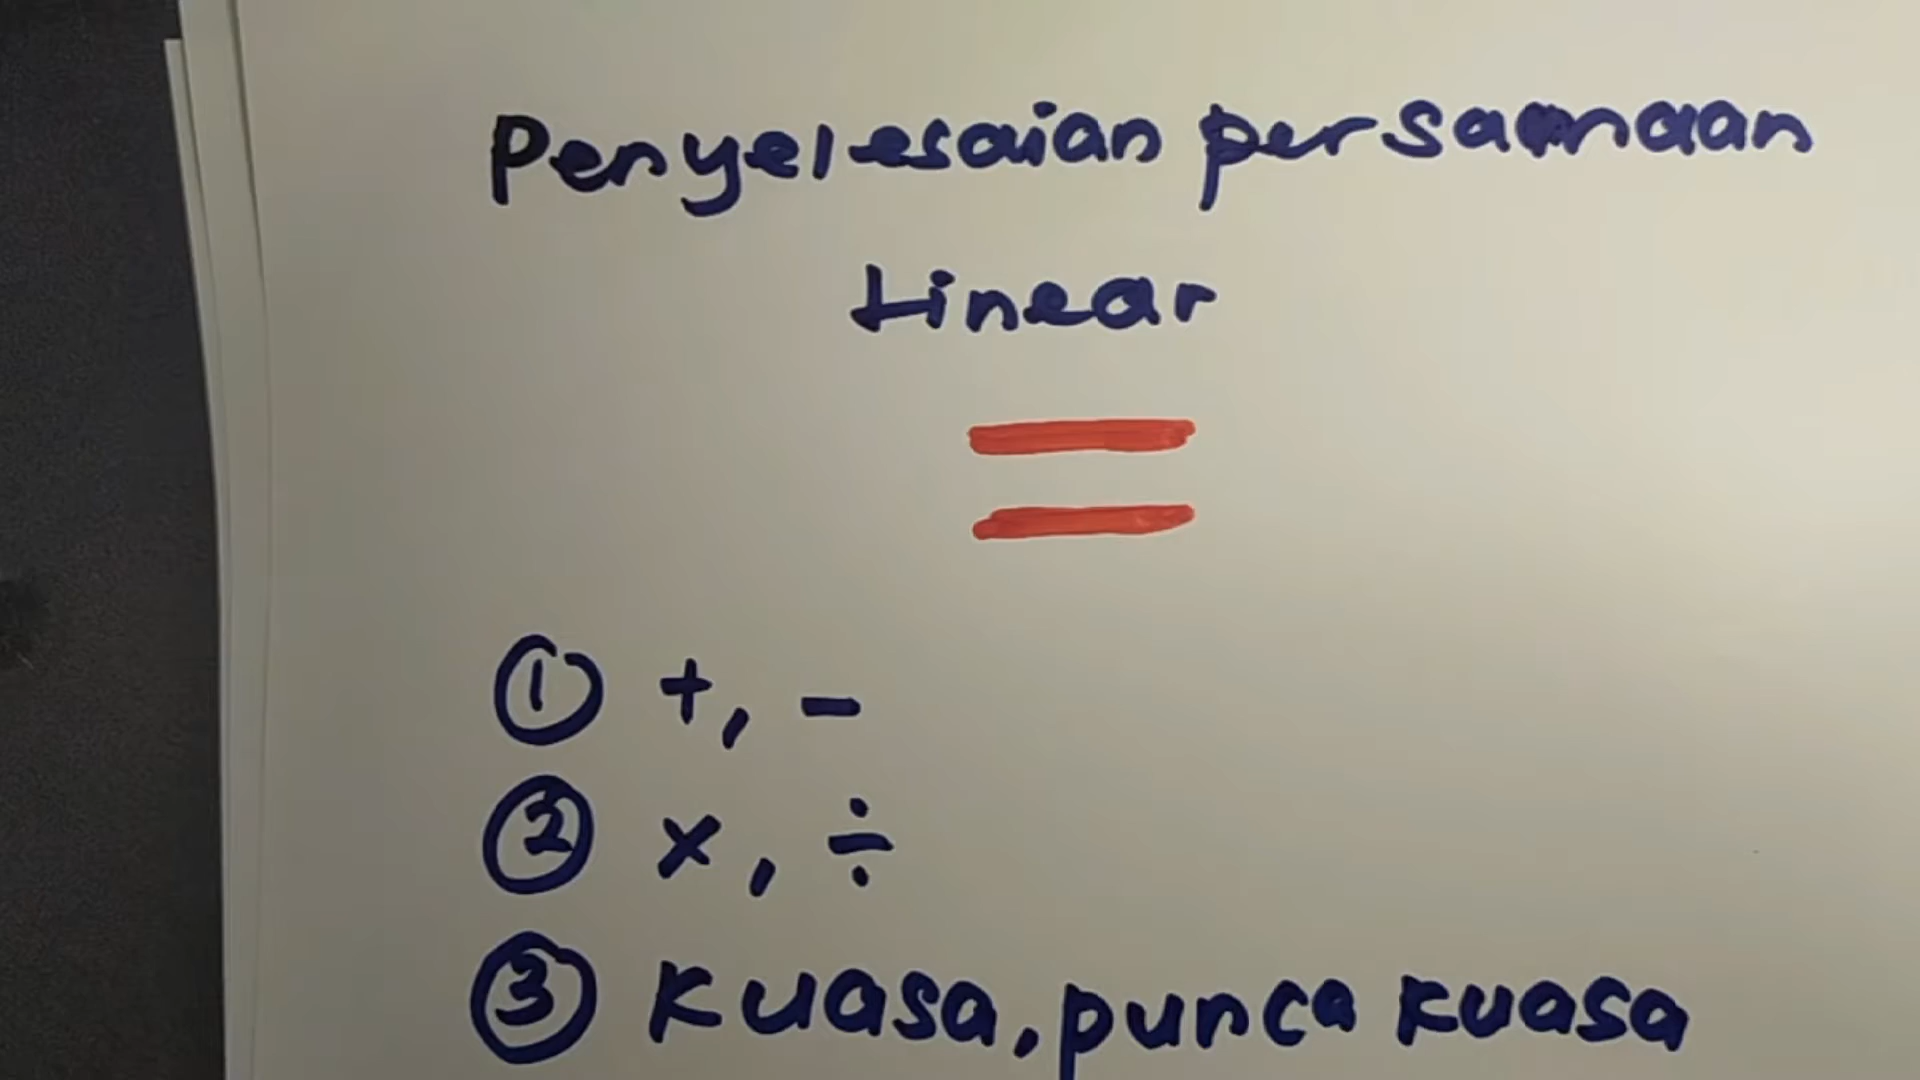 Penyelesaian persamaan
Linear
=
① +, -
② ×, ÷
③ Kuasa, punca kuasa